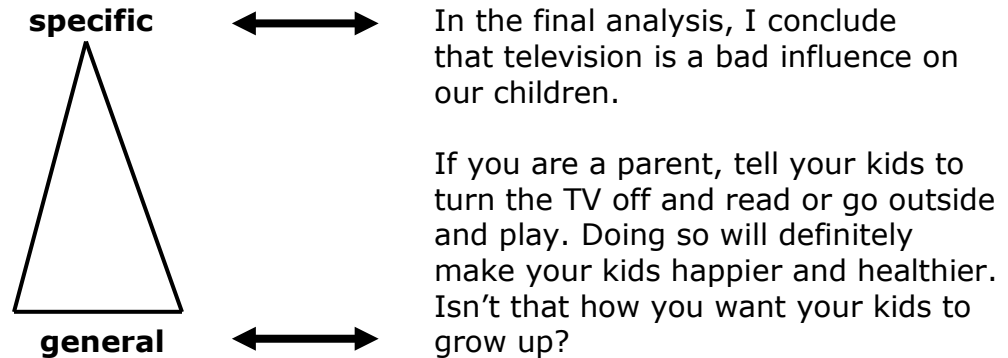 specific
In the final analysis, I conclude
that television is a bad influence on
our children.
If you are a parent, tell your kids to
turn the TV off and read or go outside
and play. Doing so will definitely
make your kids happier and healthier.
Isn’t that how you want your kids to
general
grow up?